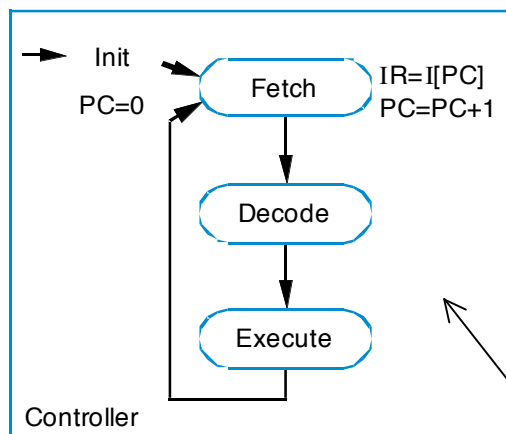 Init
Fetch
IR=I[PC]
PC=0
PC=PC+1
Decode
Execute
Controller